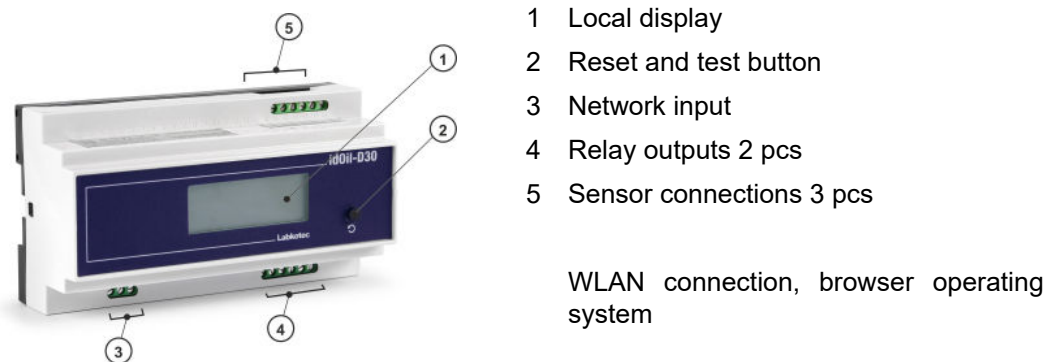 5
1
2
idOil-D30
Labkotec
3
4
1 Local display
2 Reset and test button
3 Network input
4 Relay outputs 2 pcs
5 Sensor connections 3 pcs
WLAN connection, browser operating
system